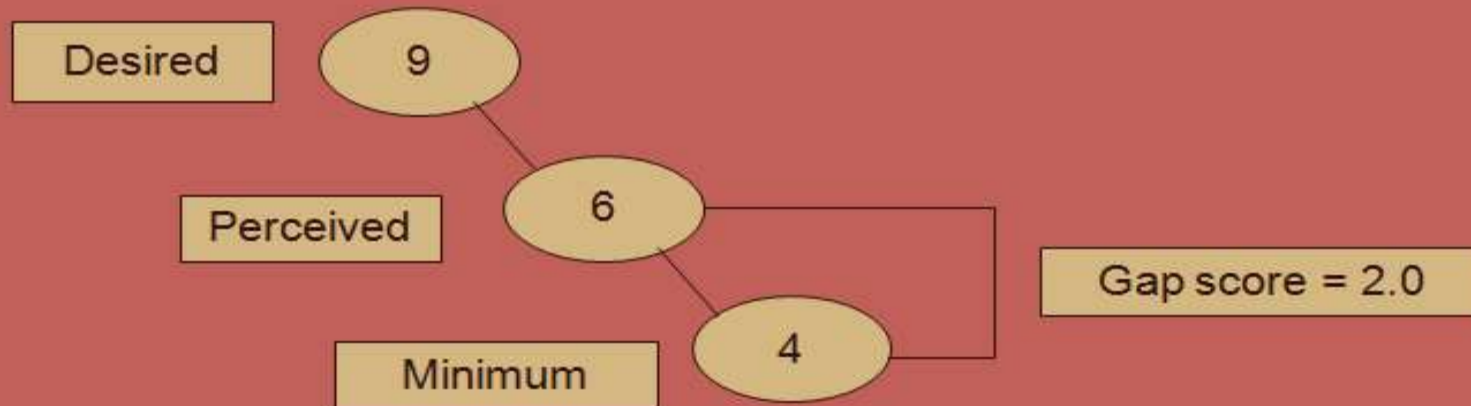 Desired
9
Perceived
6
Gap score = 2.0
Minimum
4